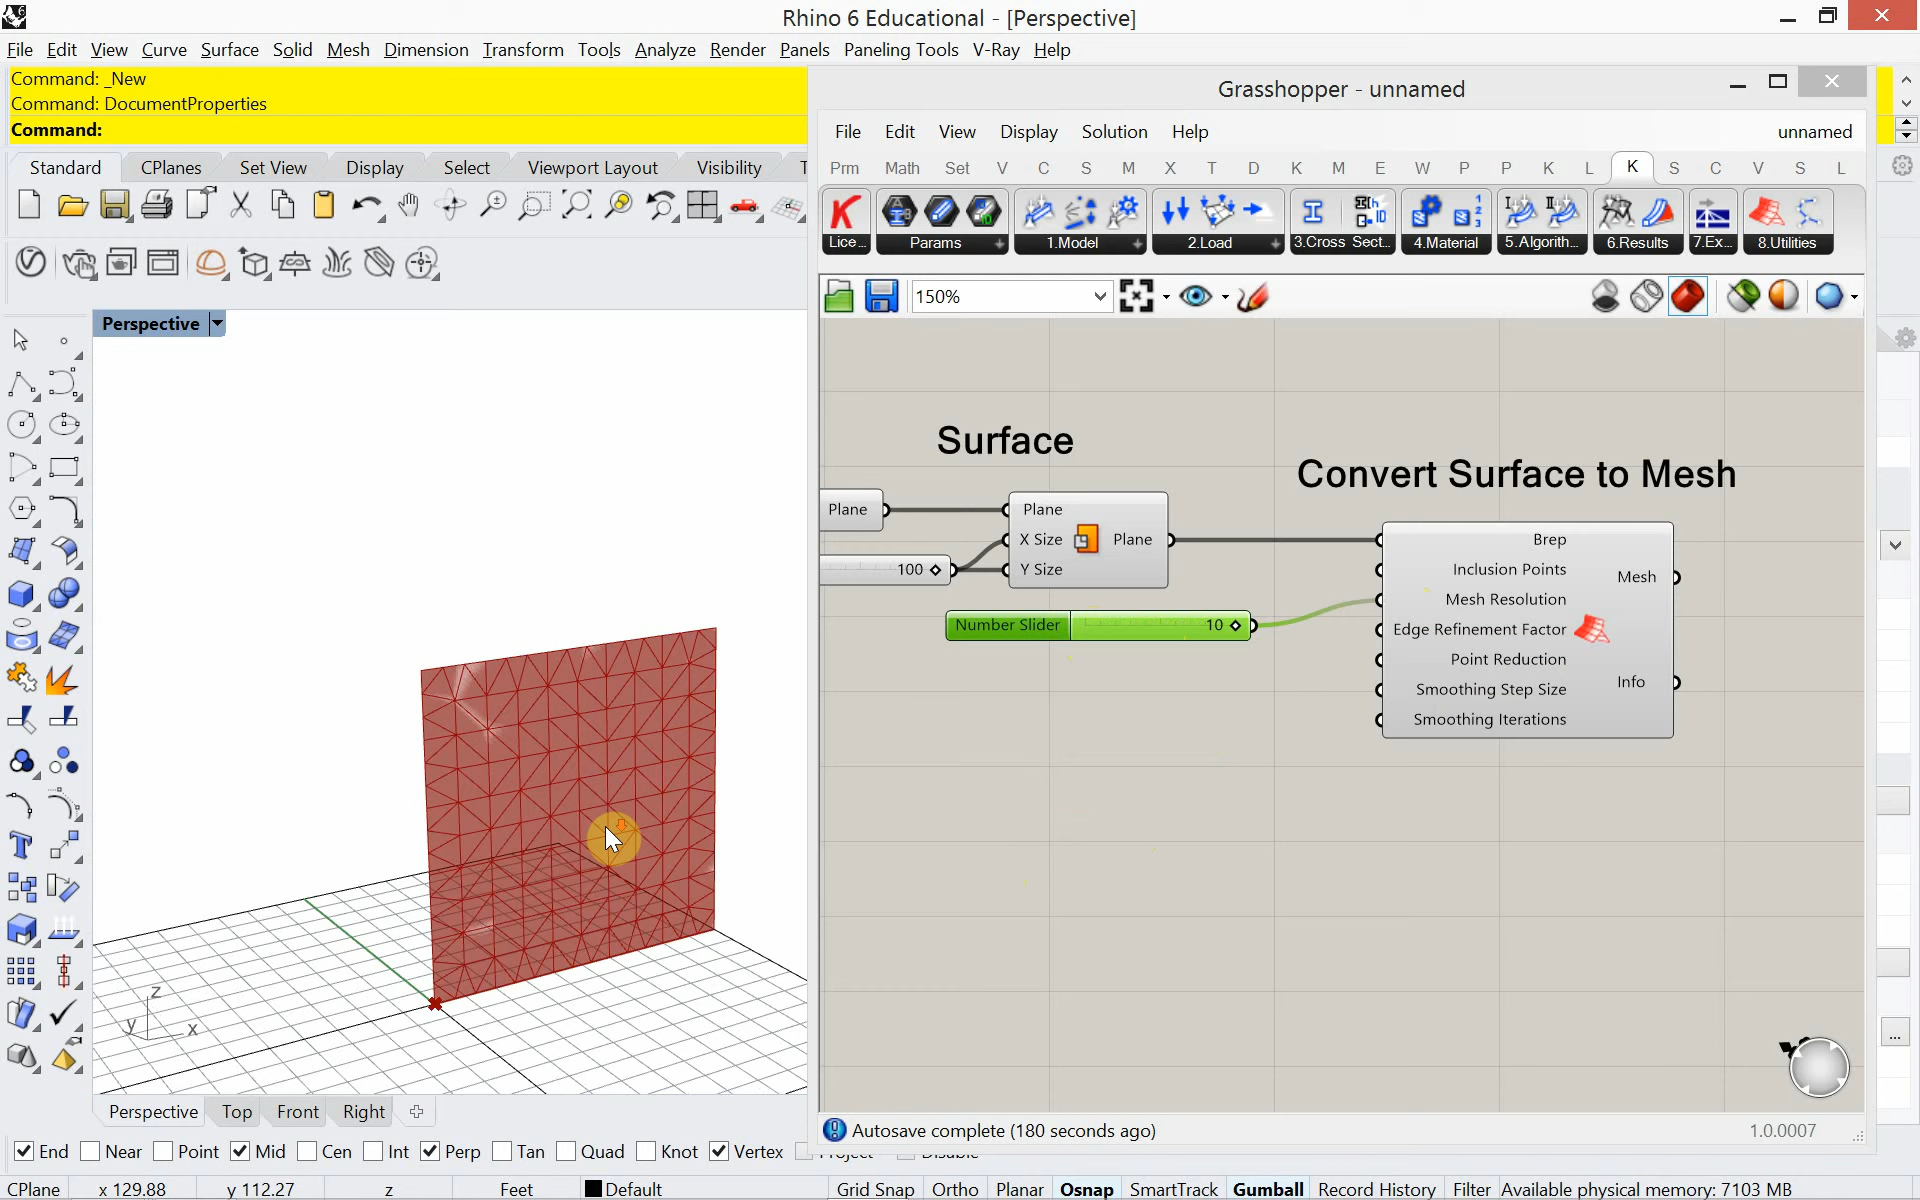 Rhino 6 Educational - [Perspective]
File Edit View Curve Surface Solid Mesh Dimension Transform Tools Analyze Render Panels Paneling Tools V-Ray Help
Command: _New
Command: DocumentProperties
Command:
Standard CPlanes Set View Display Select Viewport Layout Visibility T
Perspective
Grasshopper - unnamed
File Edit View Display Solution Help unnamed
Prm Math Set V C S M X T D K M E W P P K L K S C V S L
Lice... Params 1.Model 2.Load 3.Cross Sect... 4.Material 5.Algorith... 6.Results 7.Ex... 8.Utilities
150%
Surface
Convert Surface to Mesh
Plane
100
Plane
X Size
Y Size
Plane
Number Slider 10
Brep
Inclusion Points
Mesh Resolution
Edge Refinement Factor
Point Reduction
Smoothing Step Size
Smoothing Iterations
Mesh
Info
z
y
x
Perspective Top Front Right
Autosave complete (180 seconds ago) 1.0.0007
End Near Point Mid Cen Int Perp Tan Quad Knot Vertex Project Disable
CPlane x 129.88 y 112.27 z Feet Default Grid Snap Ortho Planar Osnap SmartTrack Gumball Record History Filter Available physical memory: 7103 MB